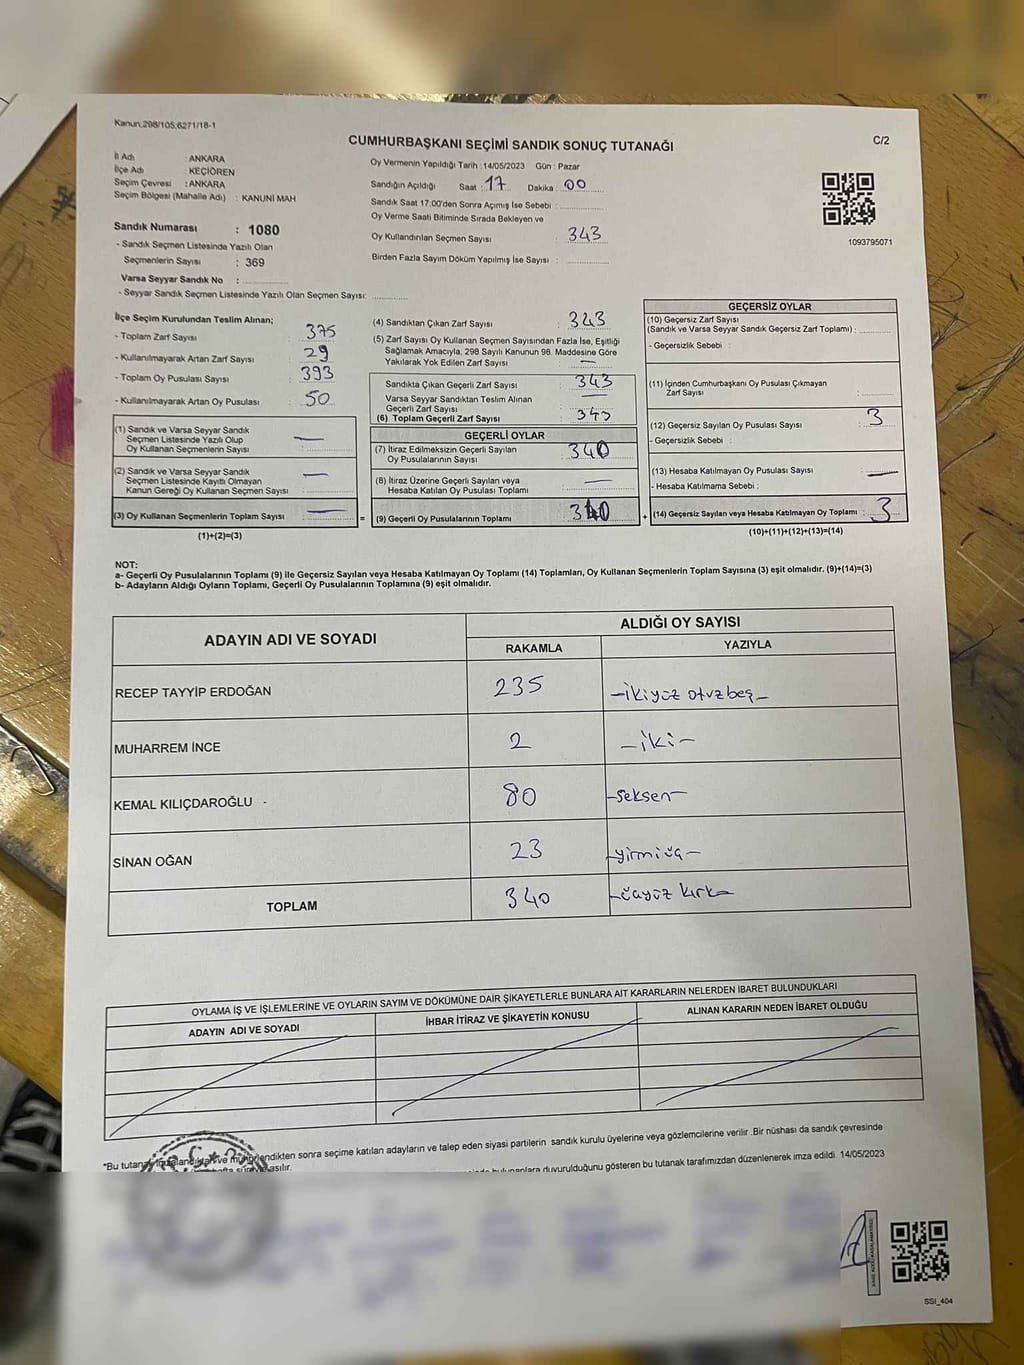 Kanun,298/105,6271/18-1
CUMHURBAŞKANI SEÇİMİ SANDIK SONUÇ TUTANAĞI
C/2
İl Adı : ANKARA
İlçe Adı : KEÇİÖREN
Seçim Çevresi : ANKARA
Seçim Bölgesi (Mahalle Adı) : KANUNİ MAH
Sandık Numarası : 1080
- Sandık Seçmen Listesinde Yazılı Olan
Seçmenlerin Sayısı : 369
Varsa Seyyar Sandık No :
- Seyyar Sandık Seçmen Listesinde Yazılı Olan Seçmen Sayısı:
Oy Vermenin Yapıldığı Tarih :14/05/2023 Gün : Pazar
Sandığın Açıldığı Saat : 17 Dakika : 00
Sandık Saat 17:00'den Sonra Açılmış İse Sebebi :
Oy Verme Saati Bitiminde Sırada Bekleyen ve
Oy Kullandırılan Seçmen Sayısı : 343
Birden Fazla Sayım Döküm Yapılmış İse Sayısı :
1093795071
İlçe Seçim Kurulundan Teslim Alınan;
- Toplam Zarf Sayısı : 375
- Kullanılmayarak Artan Zarf Sayısı : 29
- Toplam Oy Pusulası Sayısı : 393
- Kullanılmayarak Artan Oy Pusulası : 50
(1) Sandık ve Varsa Seyyar Sandık
Seçmen Listesinde Yazılı Olup
Oy Kullanan Seçmenlerin Sayısı : —
(2) Sandık ve Varsa Seyyar Sandık
Seçmen Listesinde Kayıtlı Olmayan
Kanun Gereği Oy Kullanan Seçmen Sayısı : —
(3) Oy Kullanan Seçmenlerin Toplam Sayısı : —
(1)+(2)=(3)
(4) Sandıktan Çıkan Zarf Sayısı : 343
(5) Zarf Sayısı Oy Kullanan Seçmen Sayısından Fazla İse, Eşitliği
Sağlamak Amacıyla, 298 Sayılı Kanunun 98. Maddesine Göre
Yakılarak Yok Edilen Zarf Sayısı : —
Sandıkta Çıkan Geçerli Zarf Sayısı : 343
Varsa Seyyar Sandıktan Teslim Alınan
Geçerli Zarf Sayısı : —
(6) Toplam Geçerli Zarf Sayısı : 343
GEÇERLİ OYLAR
(7) İtiraz Edilmeksizin Geçerli Sayılan
Oy Pusulalarının Sayısı : 340
(8) İtiraz Üzerine Geçerli Sayılan veya
Hesaba Katılan Oy Pusulası Toplamı : —
= (9) Geçerli Oy Pusulalarının Toplamı : 340
GEÇERSİZ OYLAR
(10) Geçersiz Zarf Sayısı
(Sandık ve Varsa Seyyar Sandık Geçersiz Zarf Toplamı) :
- Geçersizlik Sebebi :
(11) İçinden Cumhurbaşkanı Oy Pusulası Çıkmayan
Zarf Sayısı :
(12) Geçersiz Sayılan Oy Pusulası Sayısı : 3
- Geçersizlik Sebebi :
(13) Hesaba Katılmayan Oy Pusulası Sayısı : —
- Hesaba Katılmama Sebebi :
+ (14) Geçersiz Sayılan veya Hesaba Katılmayan Oy Toplamı : 3
(10)+(11)+(12)+(13)=(14)
NOT:
a- Geçerli Oy Pusulalarının Toplamı (9) ile Geçersiz Sayılan veya Hesaba Katılmayan Oy Toplamı (14) Toplamları, Oy Kullanan Seçmenlerin Toplam Sayısına (3) eşit olmalıdır. (9)+(14)=(3)
b- Adayların Aldığı Oyların Toplamı, Geçerli Oy Pusulalarının Toplamına (9) eşit olmalıdır.
ADAYIN ADI VE SOYADI ALDIĞI OY SAYISI
RAKAMLA YAZIYLA
RECEP TAYYİP ERDOĞAN 235 –ikiyüz otuzbeş–
MUHARREM İNCE 2 –iki–
KEMAL KILIÇDAROĞLU 80 –seksen–
SİNAN OĞAN 23 –yirmiüç–
TOPLAM 340 –üçyüz kırk–
OYLAMA İŞ VE İŞLEMLERİNE VE OYLARIN SAYIM VE DÖKÜMÜNE DAİR ŞİKAYETLERLE BUNLARA AİT KARARLARIN NELERDEN İBARET BULUNDUKLARI
ADAYIN ADI VE SOYADI İHBAR İTİRAZ VE ŞİKAYETİN KONUSU ALINAN KARARIN NEDEN İBARET OLDUĞU
*Bu tutanak sonra seçime katılan adayların ve talep eden siyasi partilerin sandık kurulu üyelerine veya gözlemcilerine verilir. Bir nüshası da sandık çevresinde
duyurulduğunu gösteren bu tutanak tarafımızdan düzenlenerek imza edildi. 14/05/2023
SSI_404